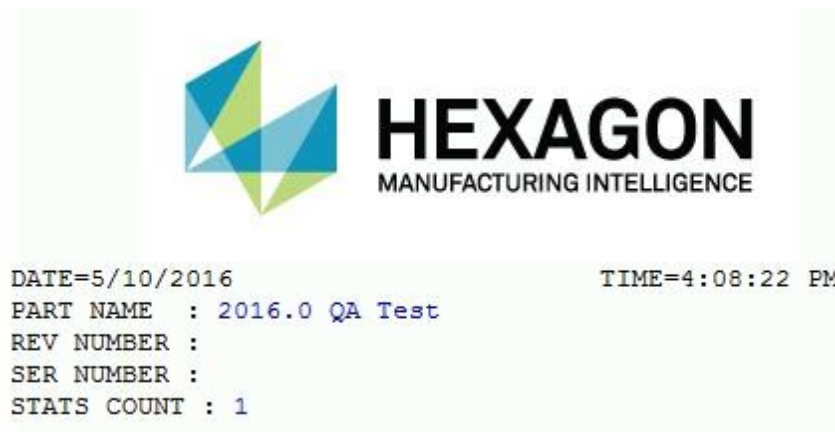 HEXAGON
MANUFACTURING INTELLIGENCE
DATE=5/10/2016 TIME=4:08:22 PM
PART NAME : 2016.0 QA Test
REV NUMBER :
SER NUMBER :
STATS COUNT : 1